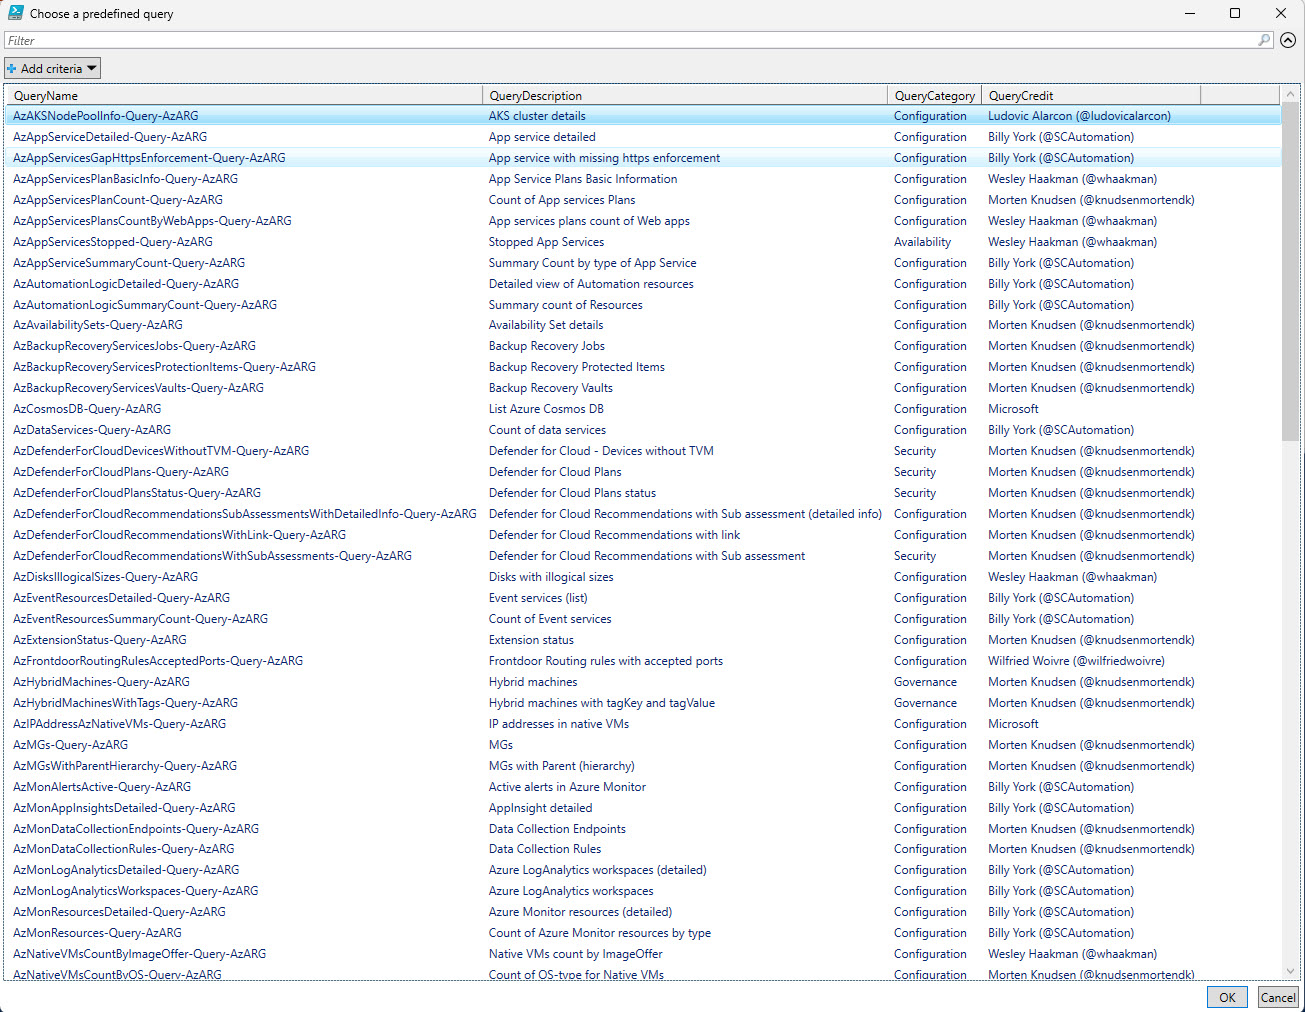 Choose a predefined query
Filter
Add criteria
QueryName QueryDescription QueryCategory QueryCredit
AzAKSNodePoolInfo-Query-AzARG AKS cluster details Configuration Ludovic Alarcon (@ludovicalarcon)
AzAppServiceDetailed-Query-AzARG App service detailed Configuration Billy York (@SCAutomation)
AzAppServicesGapHttpsEnforcement-Query-AzARG App service with missing https enforcement Configuration Billy York (@SCAutomation)
AzAppServicesPlanBasicInfo-Query-AzARG App Service Plans Basic Information Configuration Wesley Haakman (@whaakman)
AzAppServicesPlanCount-Query-AzARG Count of App services Plans Configuration Morten Knudsen (@knudsenmortendk)
AzAppServicesPlansCountByWebApps-Query-AzARG App services plans count of Web apps Configuration Wesley Haakman (@whaakman)
AzAppServicesStopped-Query-AzARG Stopped App Services Availability Wesley Haakman (@whaakman)
AzAppServiceSummaryCount-Query-AzARG Summary Count by type of App Service Configuration Billy York (@SCAutomation)
AzAutomationLogicDetailed-Query-AzARG Detailed view of Automation resources Configuration Billy York (@SCAutomation)
AzAutomationLogicSummaryCount-Query-AzARG Summary count of Resources Configuration Billy York (@SCAutomation)
AzAvailabilitySets-Query-AzARG Availability Set details Configuration Morten Knudsen (@knudsenmortendk)
AzBackupRecoveryServicesJobs-Query-AzARG Backup Recovery Jobs Configuration Morten Knudsen (@knudsenmortendk)
AzBackupRecoveryServicesProtectionItems-Query-AzARG Backup Recovery Protected Items Configuration Morten Knudsen (@knudsenmortendk)
AzBackupRecoveryServicesVaults-Query-AzARG Backup Recovery Vaults Configuration Morten Knudsen (@knudsenmortendk)
AzCosmosDB-Query-AzARG List Azure Cosmos DB Configuration Microsoft
AzDataServices-Query-AzARG Count of data services Configuration Billy York (@SCAutomation)
AzDefenderForCloudDevicesWithoutTVM-Query-AzARG Defender for Cloud - Devices without TVM Security Morten Knudsen (@knudsenmortendk)
AzDefenderForCloudPlans-Query-AzARG Defender for Cloud Plans Security Morten Knudsen (@knudsenmortendk)
AzDefenderForCloudPlansStatus-Query-AzARG Defender for Cloud Plans status Security Morten Knudsen (@knudsenmortendk)
AzDefenderForCloudRecommendationsSubAssessmentsWithDetailedInfo-Query-AzARG Defender for Cloud Recommendations with Sub assessment (detailed info) Configuration Morten Knudsen (@knudsenmortendk)
AzDefenderForCloudRecommendationsWithLink-Query-AzARG Defender for Cloud Recommendations with link Configuration Morten Knudsen (@knudsenmortendk)
AzDefenderForCloudRecommendationsWithSubAssessments-Query-AzARG Defender for Cloud Recommendations with Sub assessment Security Morten Knudsen (@knudsenmortendk)
AzDisksIllogicalSizes-Query-AzARG Disks with illogical sizes Configuration Wesley Haakman (@whaakman)
AzEventResourcesDetailed-Query-AzARG Event services (list) Configuration Billy York (@SCAutomation)
AzEventResourcesSummaryCount-Query-AzARG Count of Event services Configuration Billy York (@SCAutomation)
AzExtensionStatus-Query-AzARG Extension status Configuration Morten Knudsen (@knudsenmortendk)
AzFrontdoorRoutingRulesAcceptedPorts-Query-AzARG Frontdoor Routing rules with accepted ports Configuration Wilfried Woivre (@wilfriedwoivre)
AzHybridMachines-Query-AzARG Hybrid machines Governance Morten Knudsen (@knudsenmortendk)
AzHybridMachinesWithTags-Query-AzARG Hybrid machines with tagKey and tagValue Governance Morten Knudsen (@knudsenmortendk)
AzIPAddressAzNativeVMs-Query-AzARG IP addresses in native VMs Configuration Microsoft
AzMGs-Query-AzARG MGs Configuration Morten Knudsen (@knudsenmortendk)
AzMGsWithParentHierarchy-Query-AzARG MGs with Parent (hierarchy) Configuration Morten Knudsen (@knudsenmortendk)
AzMonAlertsActive-Query-AzARG Active alerts in Azure Monitor Configuration Billy York (@SCAutomation)
AzMonAppInsightsDetailed-Query-AzARG AppInsight detailed Configuration Billy York (@SCAutomation)
AzMonDataCollectionEndpoints-Query-AzARG Data Collection Endpoints Configuration Morten Knudsen (@knudsenmortendk)
AzMonDataCollectionRules-Query-AzARG Data Collection Rules Configuration Morten Knudsen (@knudsenmortendk)
AzMonLogAnalyticsDetailed-Query-AzARG Azure LogAnalytics workspaces (detailed) Configuration Billy York (@SCAutomation)
AzMonLogAnalyticsWorkspaces-Query-AzARG Azure LogAnalytics workspaces Configuration Billy York (@SCAutomation)
AzMonResourcesDetailed-Query-AzARG Azure Monitor resources (detailed) Configuration Billy York (@SCAutomation)
AzMonResources-Query-AzARG Count of Azure Monitor resources by type Configuration Billy York (@SCAutomation)
AzNativeVMsCountByImageOffer-Query-AzARG Native VMs count by ImageOffer Configuration Wesley Haakman (@whaakman)
AzNativeVMsCountByOS-Query-AzARG Count of OS-type for Native VMs Configuration Morten Knudsen (@knudsenmortendk)
OK Cancel